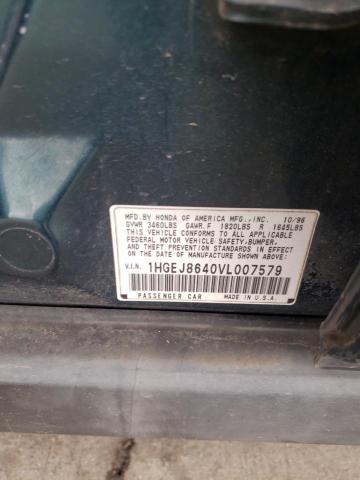 MFD.BY HONDA OF AMERICA MFG.,INC. 10/96
GVWR 3460LBS GAWR.F 1820LBS R 1645LBS
THIS VEHICLE CONFORMS TO ALL APPLICABLE
FEDERAL MOTOR VEHICLE SAFETY,BUMPER,
AND THEFT PREVENTION STANDARDS IN EFFECT
ON THE DATE OF MANUFACTURE SHOWN ABOVE:
V.I.N. 1HGEJ8640VL007579
PASSENGER CAR MADE IN U.S.A.